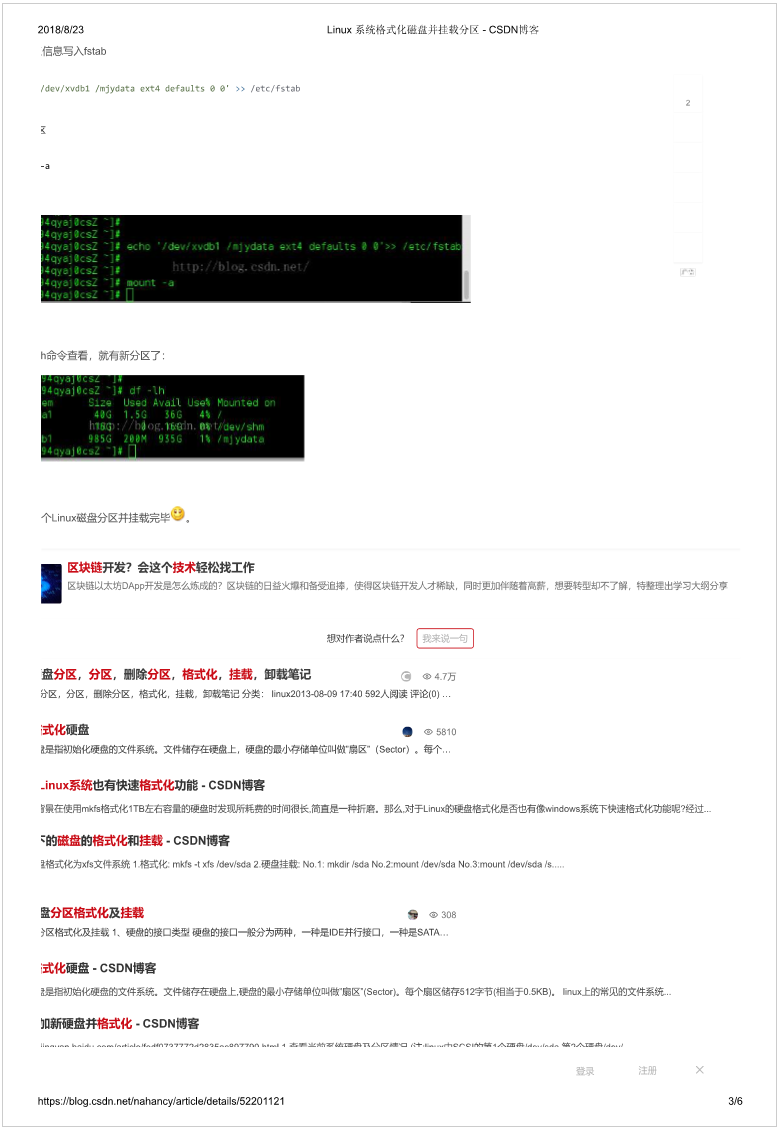 2018/8/23 Linux 系统格式化磁盘并挂载分区 - CSDN博客
信息写入fstab
/dev/xvdb1 /mjydata ext4 defaults 0 0' >> /etc/fstab
2
区
-a
94qyaj0csZ ~]#
94qyaj0csZ ~]#
94qyaj0csZ ~]# echo '/dev/xvdb1 /mjydata ext4 defaults 0 0'>> /etc/fstab
94qyaj0csZ ~]#
94qyaj0csZ ~]#
http://blog.csdn.net/
94qyaj0csZ ~]# mount -a
94qyaj0csZ ~]#
h命令查看，就有新分区了：
94qyaj0csZ ~]#
94qyaj0csZ ~]# df -lh
em Size Used Avail Use% Mounted on
a1 40G 1.5G 36G 4% /
16G 0 16G 0% /dev/shm
http://blog.csdn.net/
b1 985G 200M 935G 1% /mjydata
94qyaj0csZ ~]#
个Linux磁盘分区并挂载完毕 。
区块链开发？会这个技术轻松找工作
区块链以太坊DApp开发是怎么炼成的？区块链的日益火爆和备受追捧，使得区块链开发人才稀缺，同时更加伴随着高薪，想要转型却不了解，特整理出学习大纲分享
想对作者说点什么？ 我来说一句
盘分区，分区，删除分区，格式化，挂载，卸载笔记 4.7万
分区，分区，删除分区，格式化，挂载，卸载笔记 分类： linux2013-08-09 17:40 592人阅读 评论(0) ...
式化硬盘 5810
盘是指初始化硬盘的文件系统。文件储存在硬盘上，硬盘的最小存储单位叫做“扇区”（Sector）。每个...
Linux系统也有快速格式化功能 - CSDN博客
背景在使用mkfs格式化1TB左右容量的硬盘时发现所耗费的时间很长,简直是一种折磨。那么,对于Linux的硬盘格式化是否也有像windows系统下快速格式化功能呢?经过...
下的磁盘的格式化和挂载 - CSDN博客
盘格式化为xfs文件系统 1.格式化: mkfs -t xfs /dev/sda 2.硬盘挂载: No.1: mkdir /sda No.2:mount /dev/sda No.3:mount /dev/sda /s.....
盘分区格式化及挂载 308
分区格式化及挂载 1、硬盘的接口类型 硬盘的接口一般分为两种，一种是IDE并行接口，一种是SATA...
式化硬盘 - CSDN博客
盘是指初始化硬盘的文件系统。文件储存在硬盘上,硬盘的最小存储单位叫做“扇区”(Sector)。每个扇区储存512字节(相当于0.5KB)。 linux上的常见的文件系统...
加新硬盘并格式化 - CSDN博客
登录 注册
https://blog.csdn.net/nahancy/article/details/52201121 3/6